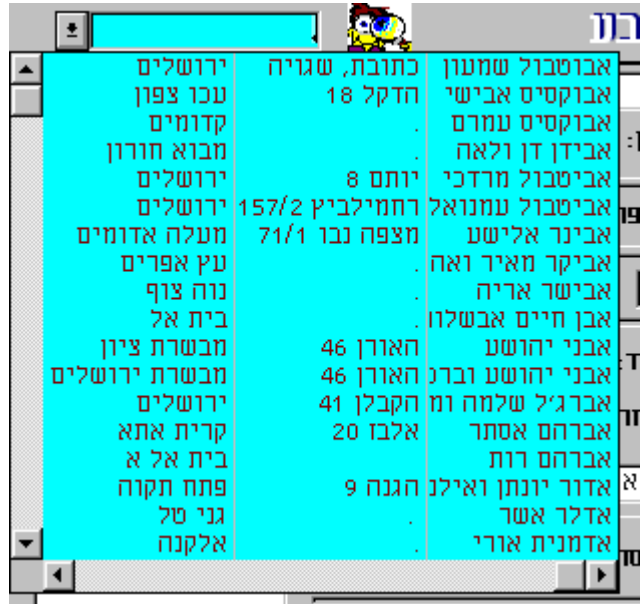 אבוטבול שמעון כתובת, שגויה ירושלים
אבוקסיס אבישי הדקל 18 עכו צפון
אבוקסיס עמרם . קדומים
אבידן דן ולאה . מבוא חורון
אביטבול מרדכי יותם 8 ירושלים
אביטבול עמנואל רחמילביץ 157/2 ירושלים
אבינר אלישע מצפה נבו 71/1 מעלה אדומים
אביקר מאיר ואה . עץ אפרים
אבישר אריה . נוה צוף
אבן חיים אבשלוו . בית אל
אבני יהושע האורן 46 מבשרת ציון
אבני יהושע וברכ האורן 46 מבשרת ירושלים
אברג'ל שלמה ומ הקבלן 41 ירושלים
אברהם אסתר אלבז 20 קרית אתא
אברהם רות בית אל א
אדור יונתן ואילנ הגנה 9 פתח תקוה
אדלר אשר . גני טל
אדמנית אורי . אלקנה